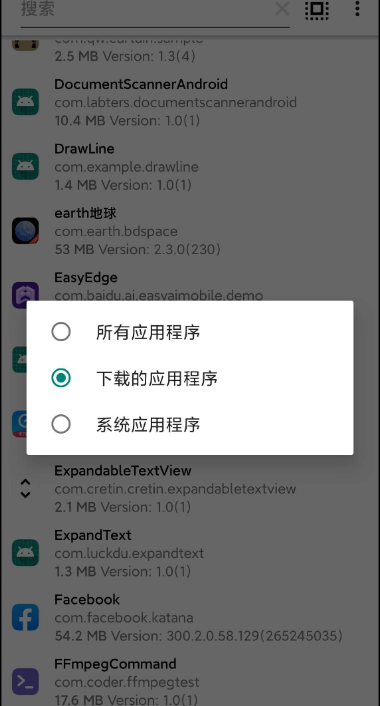 搜索
com.qw.curtain.sample
2.5 MB Version: 1.3(4)
DocumentScannerAndroid
com.labters.documentscannerandroid
10.4 MB Version: 1.0(1)
DrawLine
com.example.drawline
1.4 MB Version: 1.0(1)
earth地球
com.earth.bdspace
53 MB Version: 2.3.0(230)
EasyEdge
com.baidu.ai.easyaimobile.demo
所有应用程序
下载的应用程序
系统应用程序
ExpandableTextView
com.cretin.cretin.expandabletextview
2.1 MB Version: 1.0(1)
ExpandText
com.luckdu.expandtext
1.3 MB Version: 1.0(1)
Facebook
com.facebook.katana
54.2 MB Version: 300.2.0.58.129(265245035)
FFmpegCommand
com.coder.ffmpegtest
17.6 MB Version: 1.0(1)